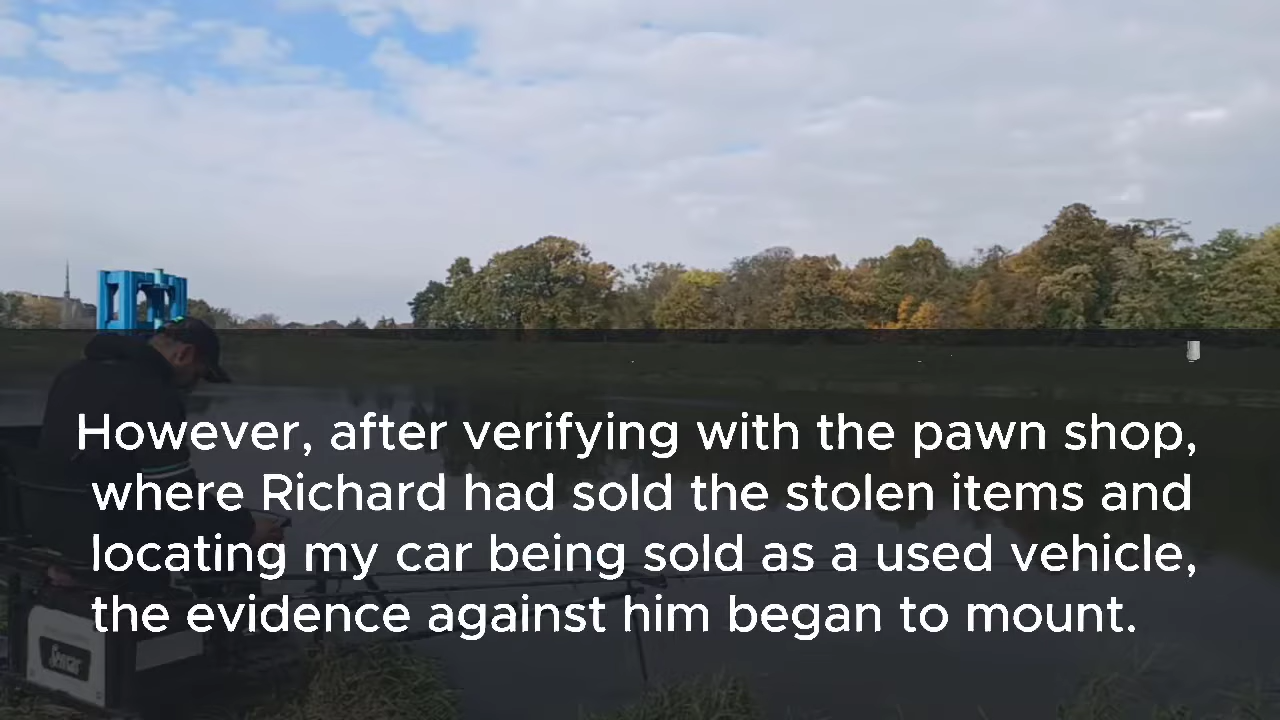 However, after verifying with the pawn shop,
where Richard had sold the stolen items and
locating my car being sold as a used vehicle,
the evidence against him began to mount.